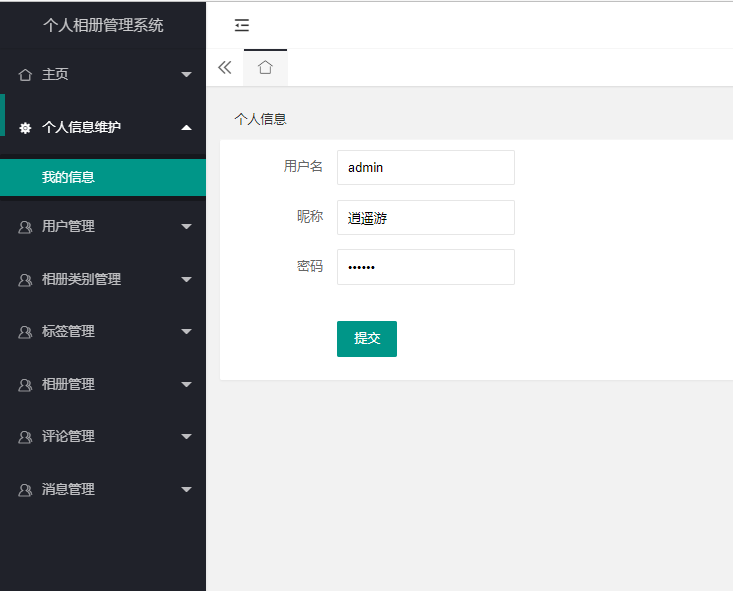 个人相册管理系统
主页
个人信息维护
我的信息
用户管理
相册类别管理
标签管理
相册管理
评论管理
消息管理
个人信息
用户名 admin
昵称 逍遥游
密码 ••••••
提交